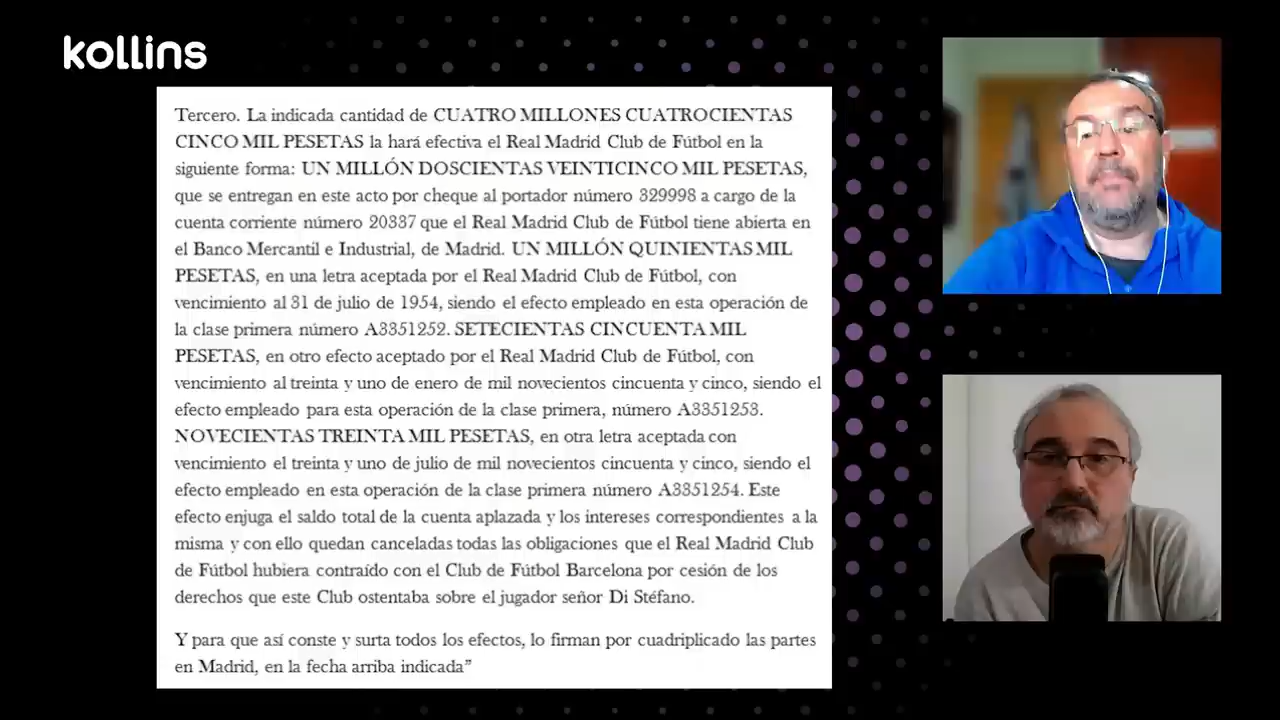 kollins
Tercero. La indicada cantidad de CUATRO MILLONES CUATROCIENTAS
CINCO MIL PESETAS la hará efectiva el Real Madrid Club de Fútbol en la
siguiente forma: UN MILLÓN DOSCIENTAS VEINTICINCO MIL PESETAS,
que se entregan en este acto por cheque al portador número 329998 a cargo de la
cuenta corriente número 20337 que el Real Madrid Club de Fútbol tiene abierta en
el Banco Mercantil e Industrial, de Madrid. UN MILLÓN QUINIENTAS MIL
PESETAS, en una letra aceptada por el Real Madrid Club de Fútbol, con
vencimiento al 31 de julio de 1954, siendo el efecto empleado en esta operación de
la clase primera número A3351252. SETECIENTAS CINCUENTA MIL
PESETAS, en otro efecto aceptado por el Real Madrid Club de Fútbol, con
vencimiento al treinta y uno de enero de mil novecientos cincuenta y cinco, siendo el
efecto empleado para esta operación de la clase primera, número A3351253.
NOVECIENTAS TREINTA MIL PESETAS, en otra letra aceptada con
vencimiento el treinta y uno de julio de mil novecientos cincuenta y cinco, siendo el
efecto empleado en esta operación de la clase primera número A3351254. Este
efecto enjuga el saldo total de la cuenta aplazada y los intereses correspondientes a la
misma y con ello quedan canceladas todas las obligaciones que el Real Madrid Club
de Fútbol hubiera contraído con el Club de Fútbol Barcelona por cesión de los
derechos que este Club ostentaba sobre el jugador señor Di Stéfano.
Y para que así conste y surta todos los efectos, lo firman por cuadriplicado las partes
en Madrid, en la fecha arriba indicada”